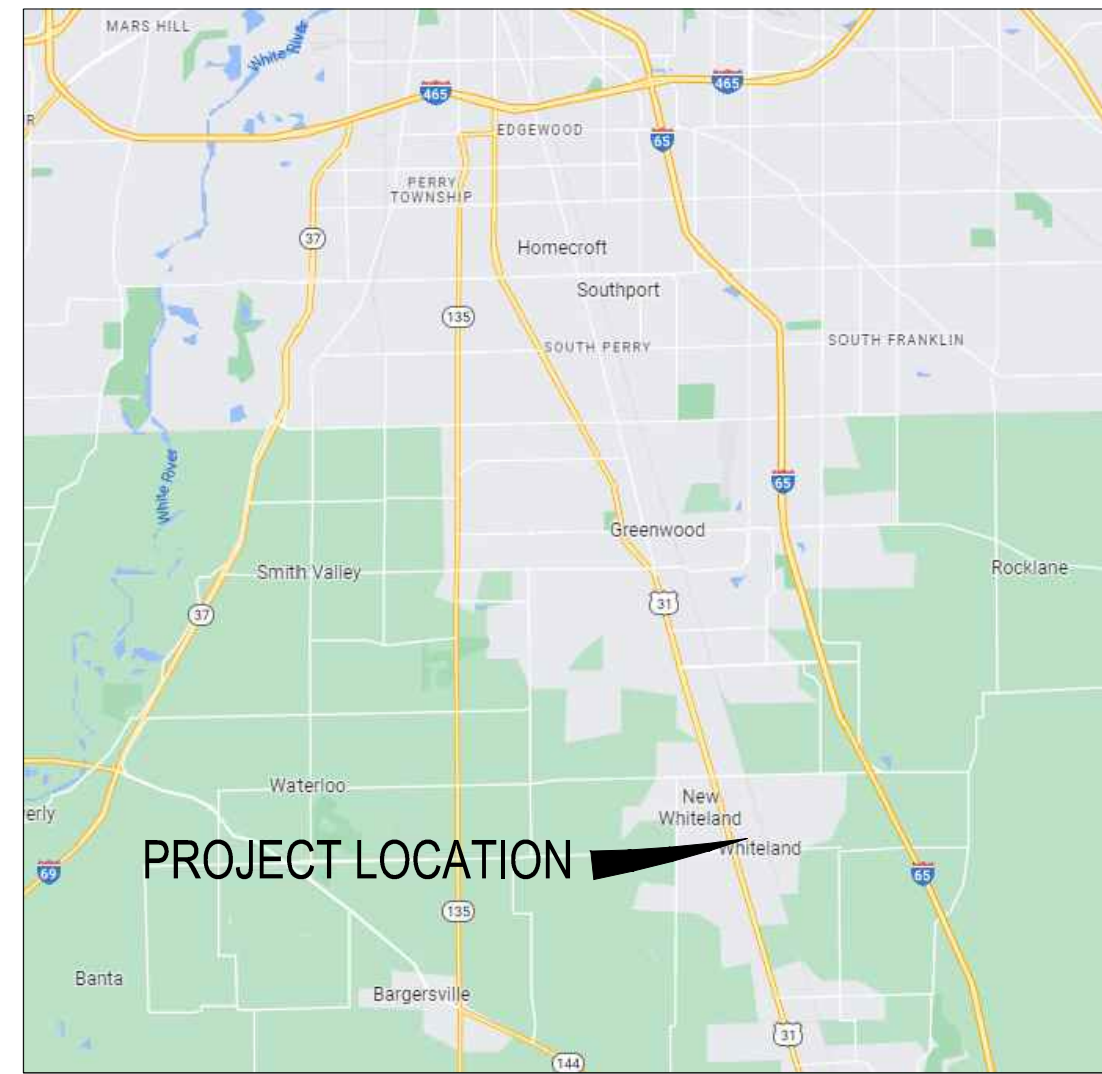 MARS HILL
White River
465
465
R
EDGEWOOD
65
PERRY
TOWNSHIP
37
Homecroft
Southport
135
SOUTH PERRY
SOUTH FRANKLIN
White River
65
Greenwood
Smith Valley
Rocklane
37
31
Waterloo
New
Whiteland
erly
PROJECT LOCATION
Whiteland
69
65
135
Banta
Bargersville
31
144